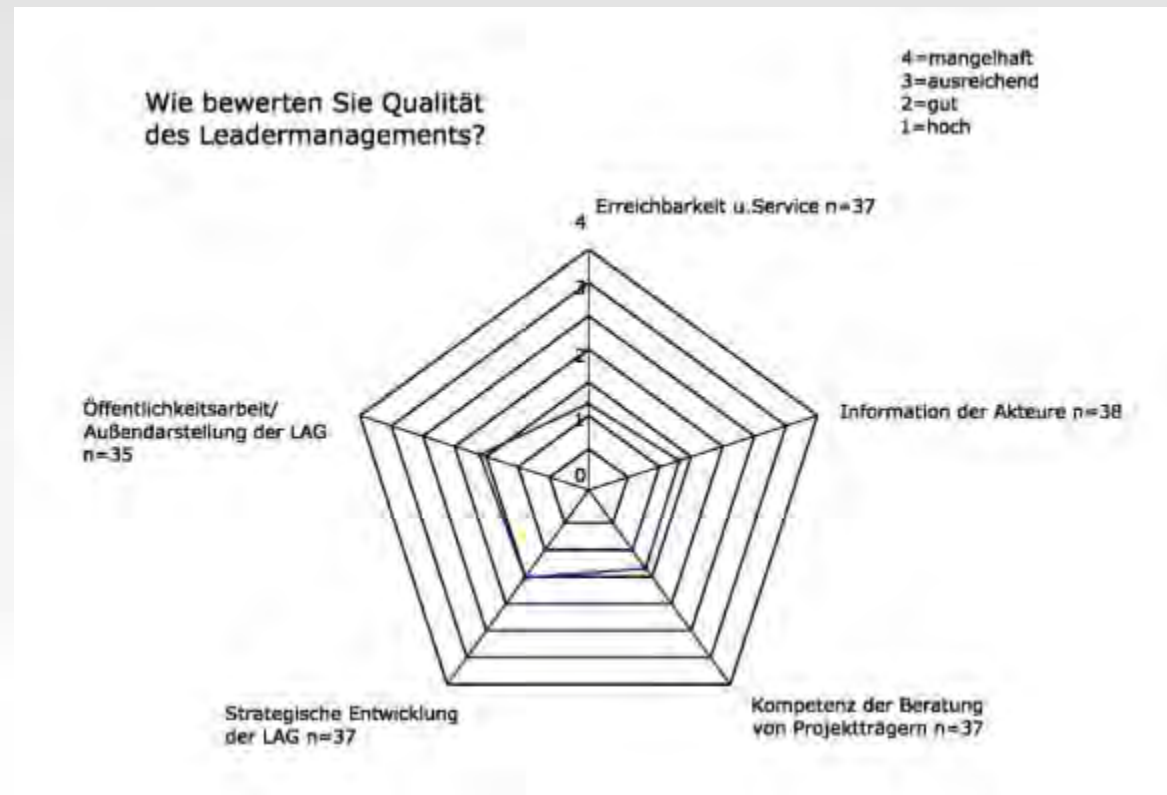 Wie bewerten Sie Qualität
des Leadermanagements?
4=mangelhaft
3=ausreichend
2=gut
1=hoch
Erreichbarkeit u.Service n=37
4
3
2
1
0
Information der Akteure n=38
Öffentlichkeitsarbeit/
Außendarstellung der LAG
n=35
Strategische Entwicklung
der LAG n=37
Kompetenz der Beratung
von Projektträgern n=37